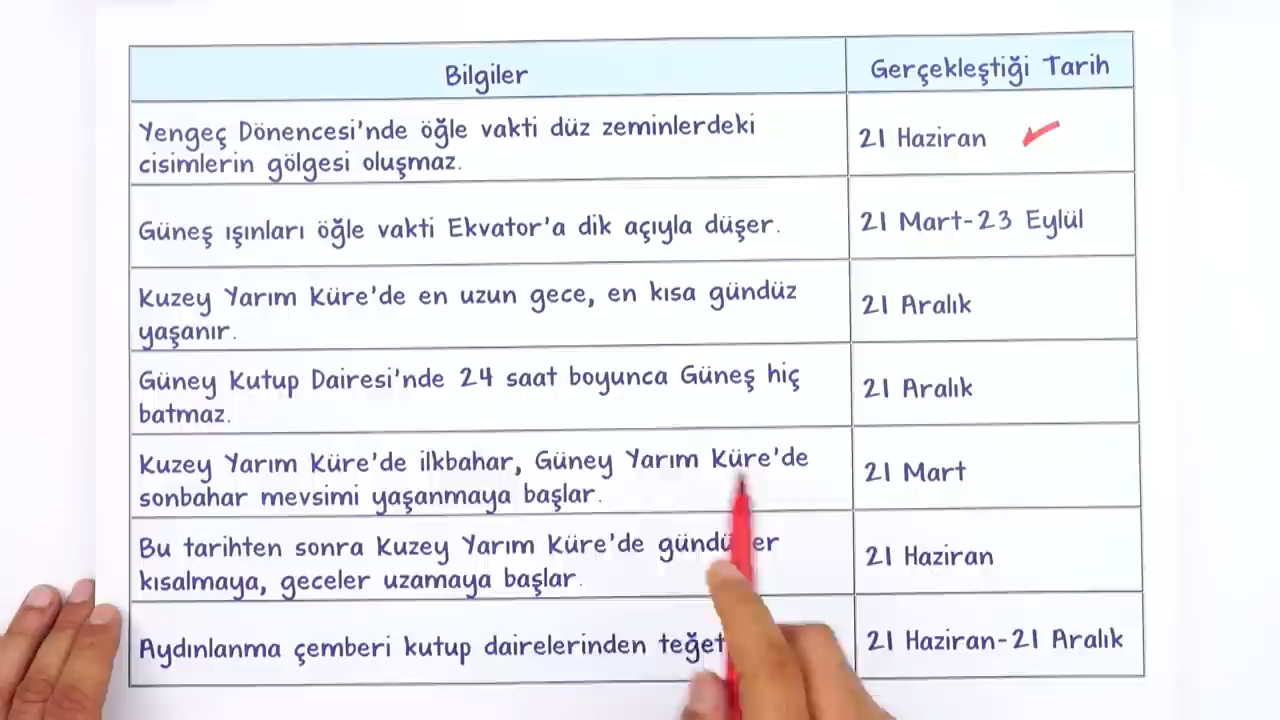 Bilgiler
Gerçekleştiği Tarih
Yengeç Dönencesi'nde öğle vakti düz zeminlerdeki
cisimlerin gölgesi oluşmaz.
21 Haziran
Güneş ışınları öğle vakti Ekvator'a dik açıyla düşer.
21 Mart-23 Eylül
Kuzey Yarım Küre'de en uzun gece, en kısa gündüz
yaşanır.
21 Aralık
Güney Kutup Dairesi'nde 24 saat boyunca Güneş hiç
batmaz.
21 Aralık
Kuzey Yarım Küre'de ilkbahar, Güney Yarım Küre'de
sonbahar mevsimi yaşanmaya başlar.
21 Mart
Bu tarihten sonra Kuzey Yarım Küre'de
kısalmaya, geceler uzamaya başlar.
21 Haziran
Aydınlanma çemberi kutup dairelerinden teğet
21 Haziran-21 Aralık